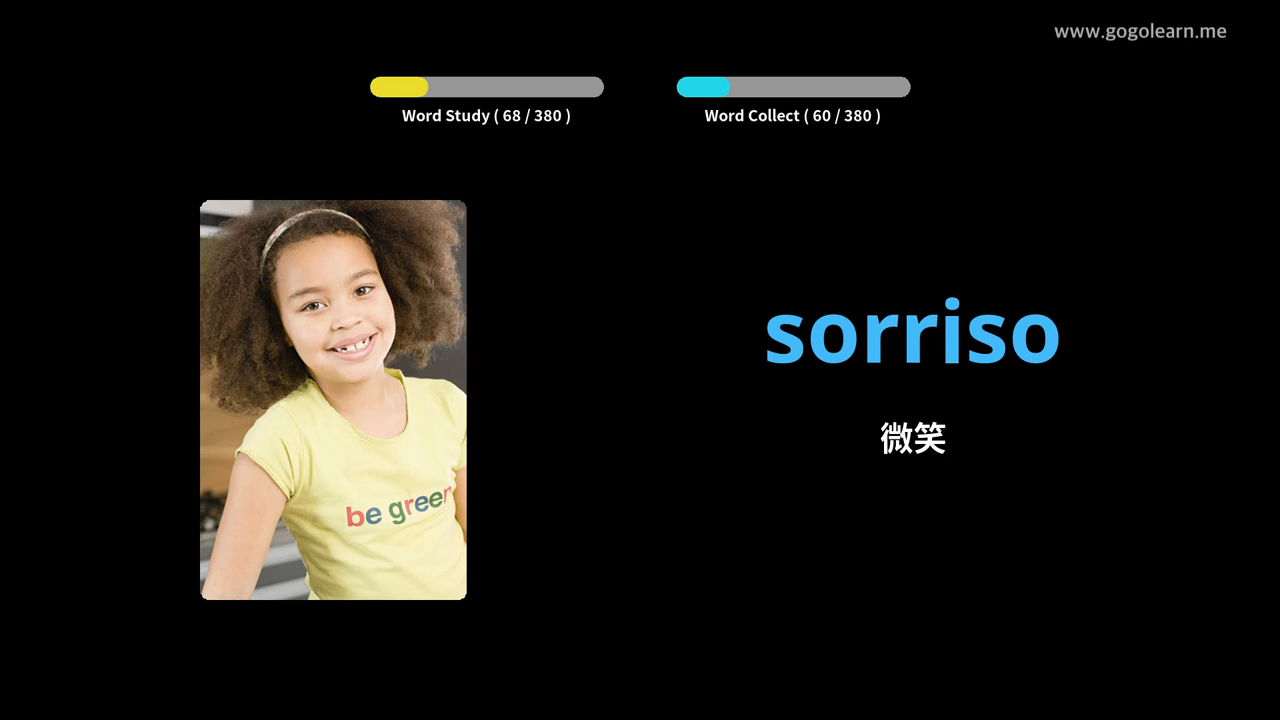 www.gogolearn.me
Word Study ( 68 / 380 )
Word Collect ( 60 / 380 )
sorriso
微笑
be green